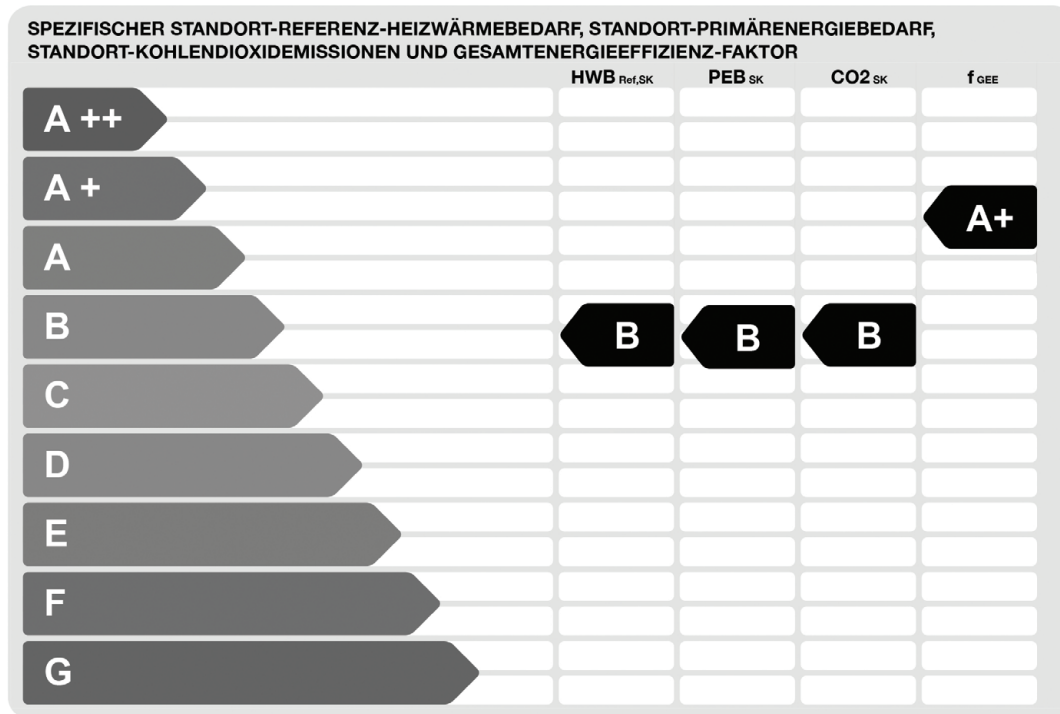 SPEZIFISCHER STANDORT-REFERENZ-HEIZWÄRMEBEDARF, STANDORT-PRIMÄRENERGIEBEDARF,
STANDORT-KOHLENDIOXIDEMISSIONEN UND GESAMTENERGIEEFFIZIENZ-FAKTOR
HWB Ref,SK PEB SK CO2 SK f GEE
A ++
A +
A+
A
B
B B B
C
D
E
F
G